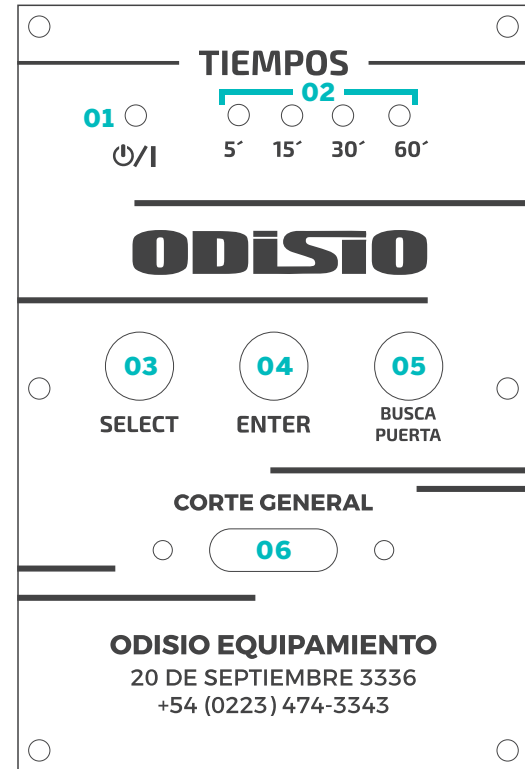 TIEMPOS
02
01
⏻/I
5´ 15´ 30´ 60´
ODISIO
03 04 05
SELECT ENTER BUSCA PUERTA
CORTE GENERAL
06
ODISIO EQUIPAMIENTO
20 DE SEPTIEMBRE 3336
+54 (0223) 474-3343